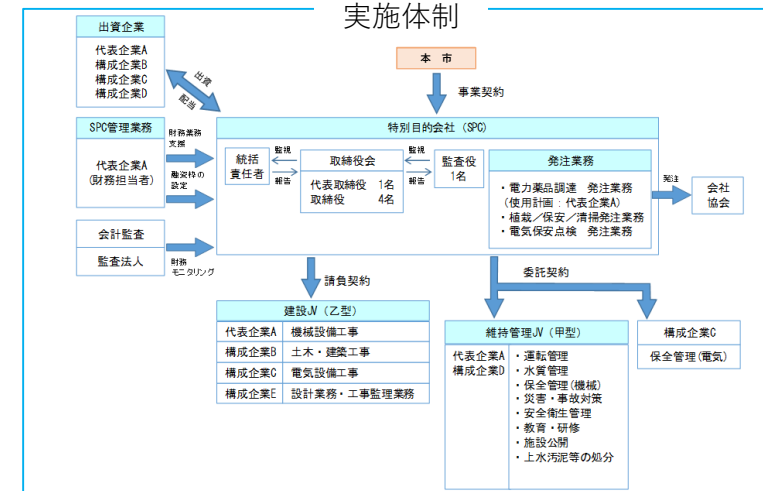 実施体制
出資企業
代表企業A
構成企業B
構成企業C
構成企業D
出資
配当
本 市
事業契約
SPC管理業務
代表企業A
(財務担当者)
財務業務
支援
融資枠の
設定
会計監査
監査法人
財務
モニタリング
特別目的会社（SPC）
統括
責任者
監視
報告
取締役会
代表取締役 1名
取締役 4名
監視
報告
監査役
1名
発注業務
・電力薬品調達 発注業務
（使用計画：代表企業A）
・植栽／保安／清掃発注業務
・電気保安点検 発注業務
発注
会社
協会
請負契約
委託契約
建設JV（乙型）
代表企業A 機械設備工事
構成企業B 土木・建築工事
構成企業C 電気設備工事
構成企業E 設計業務・工事監理業務
維持管理JV（甲型）
代表企業A
構成企業D
・運転管理
・水質管理
・保全管理(機械)
・災害・事故対策
・安全衛生管理
・教育・研修
・施設公開
・上水汚泥等の処分
構成企業C
保全管理(電気)